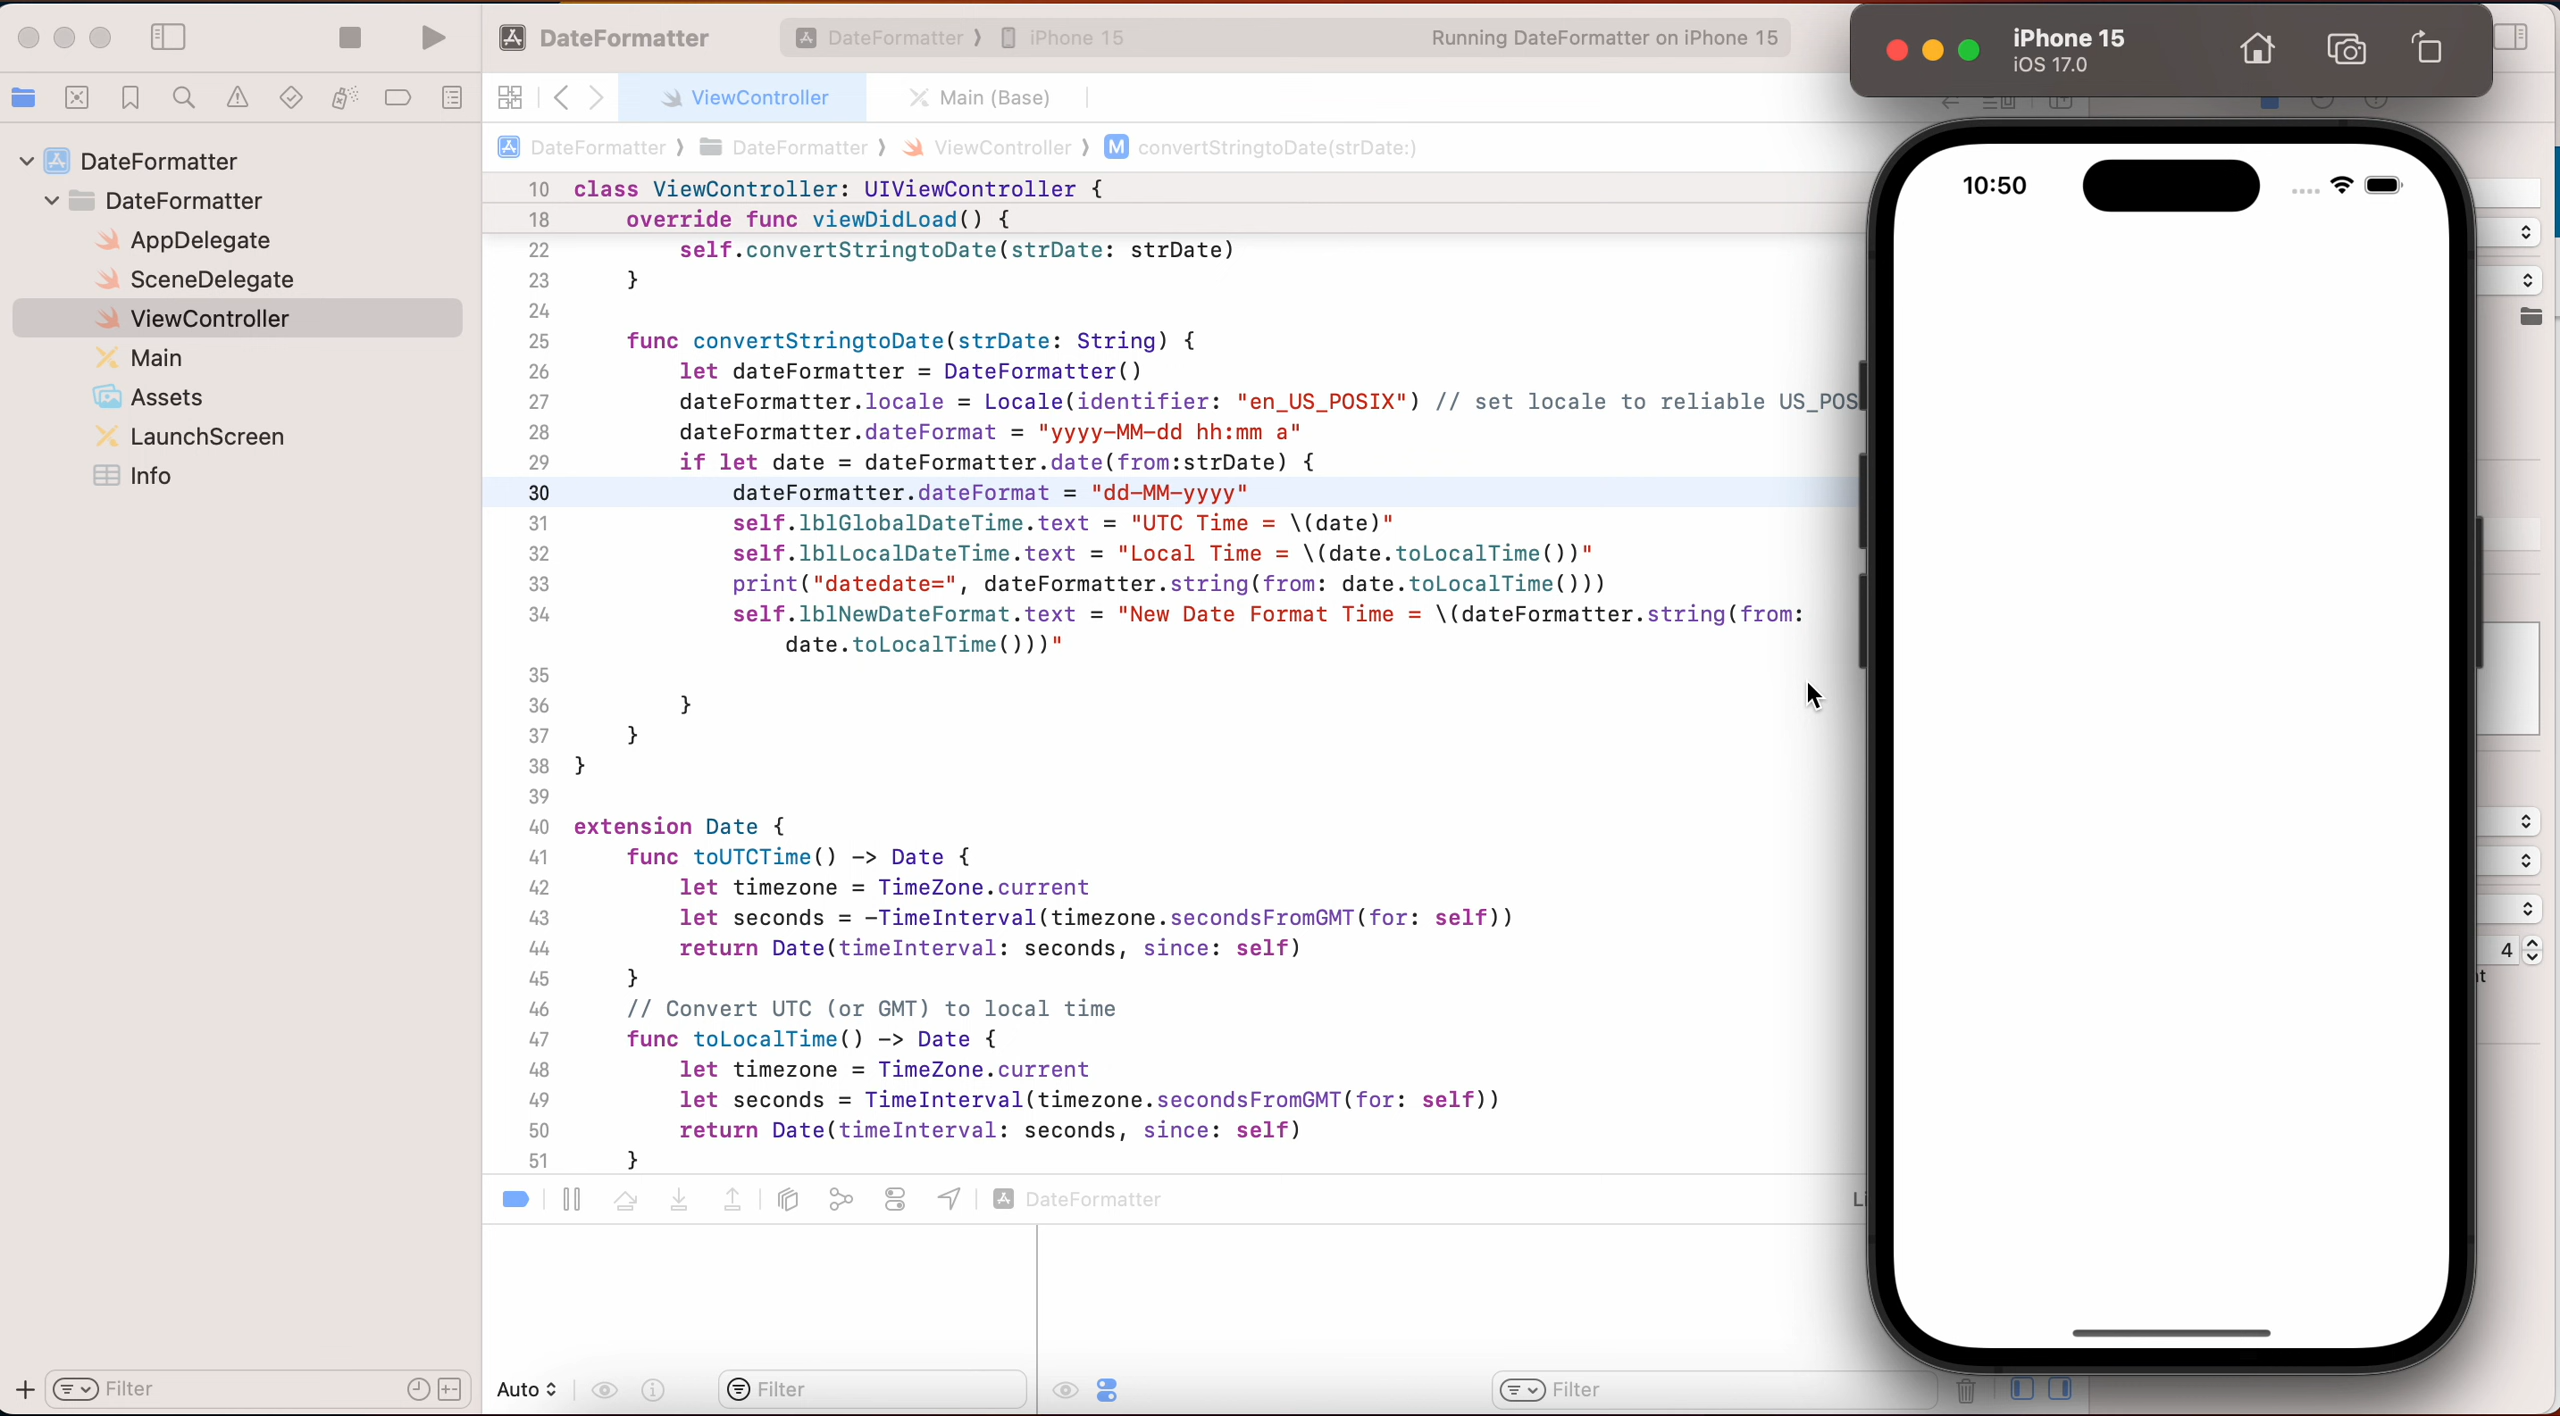 DateFormatter
DateFormatter ⟩ iPhone 15
Running DateFormatter on iPhone 15
iPhone 15
iOS 17.0
ViewController
Main (Base)
DateFormatter ⟩ DateFormatter ⟩ ViewController ⟩ M convertStringtoDate(strDate:)
DateFormatter
DateFormatter
AppDelegate
SceneDelegate
ViewController
Main
Assets
LaunchScreen
Info
10 class ViewController: UIViewController {
18     override func viewDidLoad() {
22         self.convertStringtoDate(strDate: strDate)
23     }
24
25     func convertStringtoDate(strDate: String) {
26         let dateFormatter = DateFormatter()
27         dateFormatter.locale = Locale(identifier: "en_US_POSIX") // set locale to reliable US_POS
28         dateFormatter.dateFormat = "yyyy-MM-dd hh:mm a"
29         if let date = dateFormatter.date(from:strDate) {
30             dateFormatter.dateFormat = "dd-MM-yyyy"
31             self.lblGlobalDateTime.text = "UTC Time = \(date)"
32             self.lblLocalDateTime.text = "Local Time = \(date.toLocalTime())"
33             print("datedate=", dateFormatter.string(from: date.toLocalTime()))
34             self.lblNewDateFormat.text = "New Date Format Time = \(dateFormatter.string(from:
                date.toLocalTime()))"
35
36         }
37     }
38 }
39
40 extension Date {
41     func toUTCTime() -> Date {
42         let timezone = TimeZone.current
43         let seconds = -TimeInterval(timezone.secondsFromGMT(for: self))
44         return Date(timeInterval: seconds, since: self)
45     }
46     // Convert UTC (or GMT) to local time
47     func toLocalTime() -> Date {
48         let timezone = TimeZone.current
49         let seconds = TimeInterval(timezone.secondsFromGMT(for: self))
50         return Date(timeInterval: seconds, since: self)
51     }
10:50
4
DateFormatter
Filter
Auto
Filter
Filter